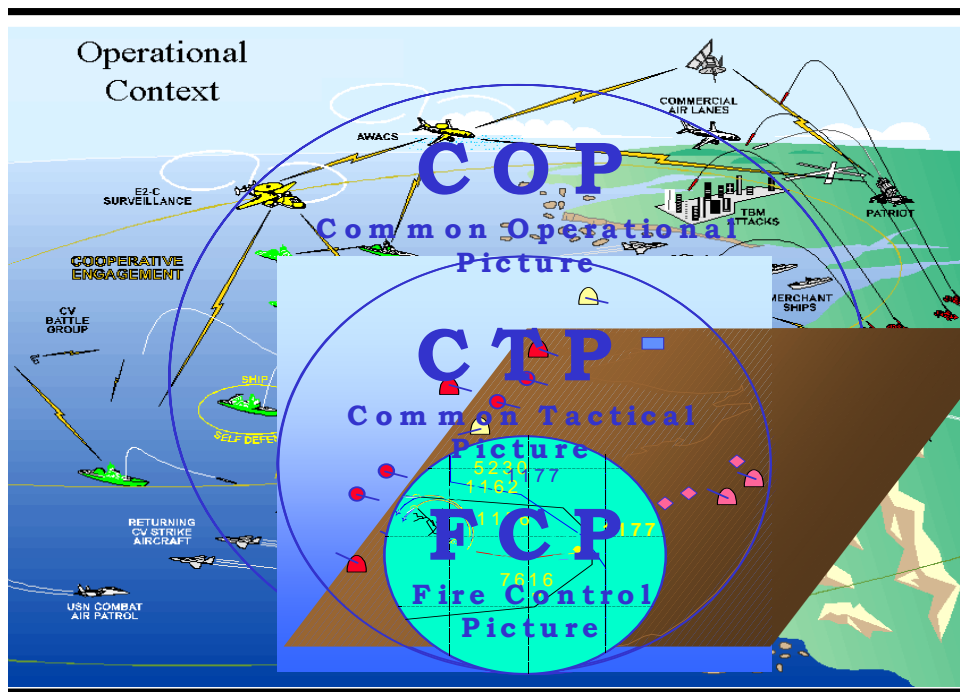 Operational
Context
COMMERCIAL
AIR LANES
AWACS
COP
E2-C
SURVEILLANCE
TBM
ATTACKS
PATRIOT
Common Operational
Picture
COOPERATIVE
ENGAGEMENT
MERCHANT
SHIPS
CV
BATTLE
GROUP
CTP
SHIP
Common Tactical
Picture
SELF
5230
1177
1162
FCP
177
7616
RETURNING
CV STRIKE
AIRCRAFT
Fire Control
Picture
USN COMBAT
AIR PATROL